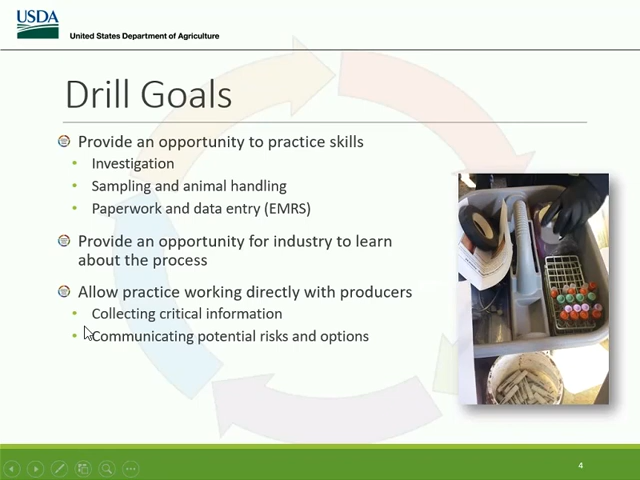 USDA
United States Department of Agriculture
Drill Goals
Provide an opportunity to practice skills
• Investigation
• Sampling and animal handling
• Paperwork and data entry (EMRS)
Provide an opportunity for industry to learn
about the process
Allow practice working directly with producers
• Collecting critical information
• Communicating potential risks and options
4